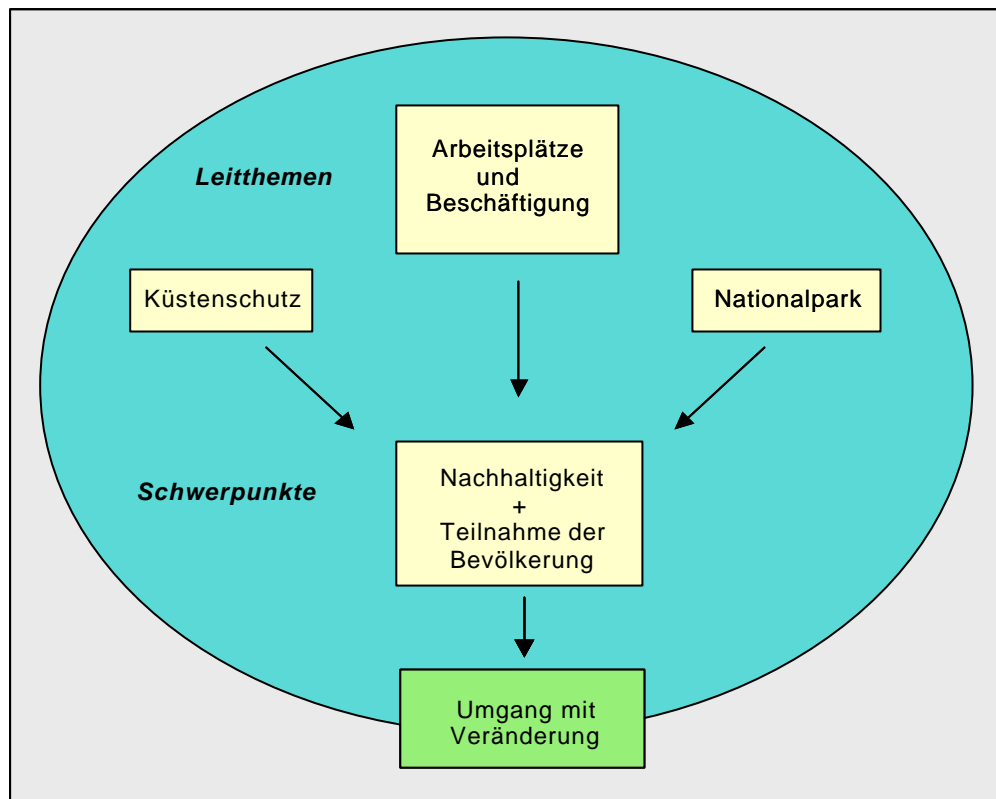 Arbeitsplätze
und
Beschäftigung
Leitthemen
Küstenschutz
Nationalpark
Schwerpunkte
Nachhaltigkeit
+
Teilnahme der
Bevölkerung
Umgang mit
Veränderung